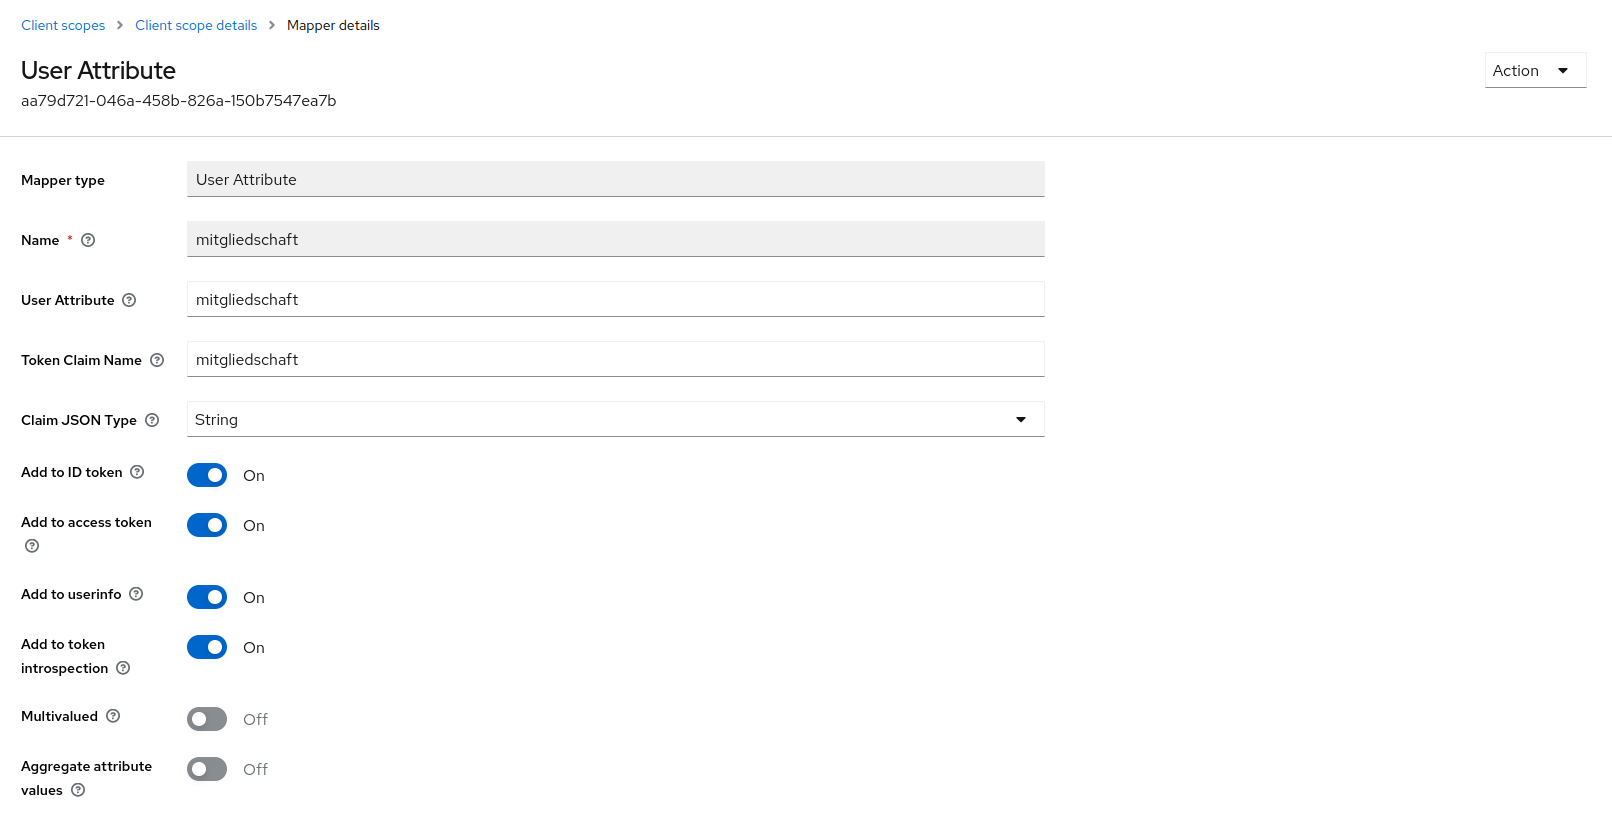 Client scopes > Client scope details > Mapper details
User Attribute
Action
aa79d721-046a-458b-826a-150b7547ea7b
Mapper type User Attribute
Name * mitgliedschaft
User Attribute mitgliedschaft
Token Claim Name mitgliedschaft
Claim JSON Type String
Add to ID token On
Add to access token On
Add to userinfo On
Add to token
introspection On
Multivalued Off
Aggregate attribute
values Off